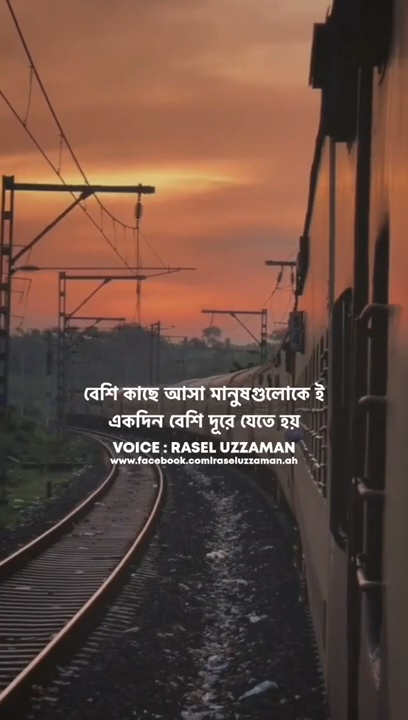 বেশি কাছে আসা মানুষগুলোকে ই
একদিন বেশি দূরে যেতে হয়
VOICE : RASEL UZZAMAN
www.facebook.com/raseluzzaman.ah